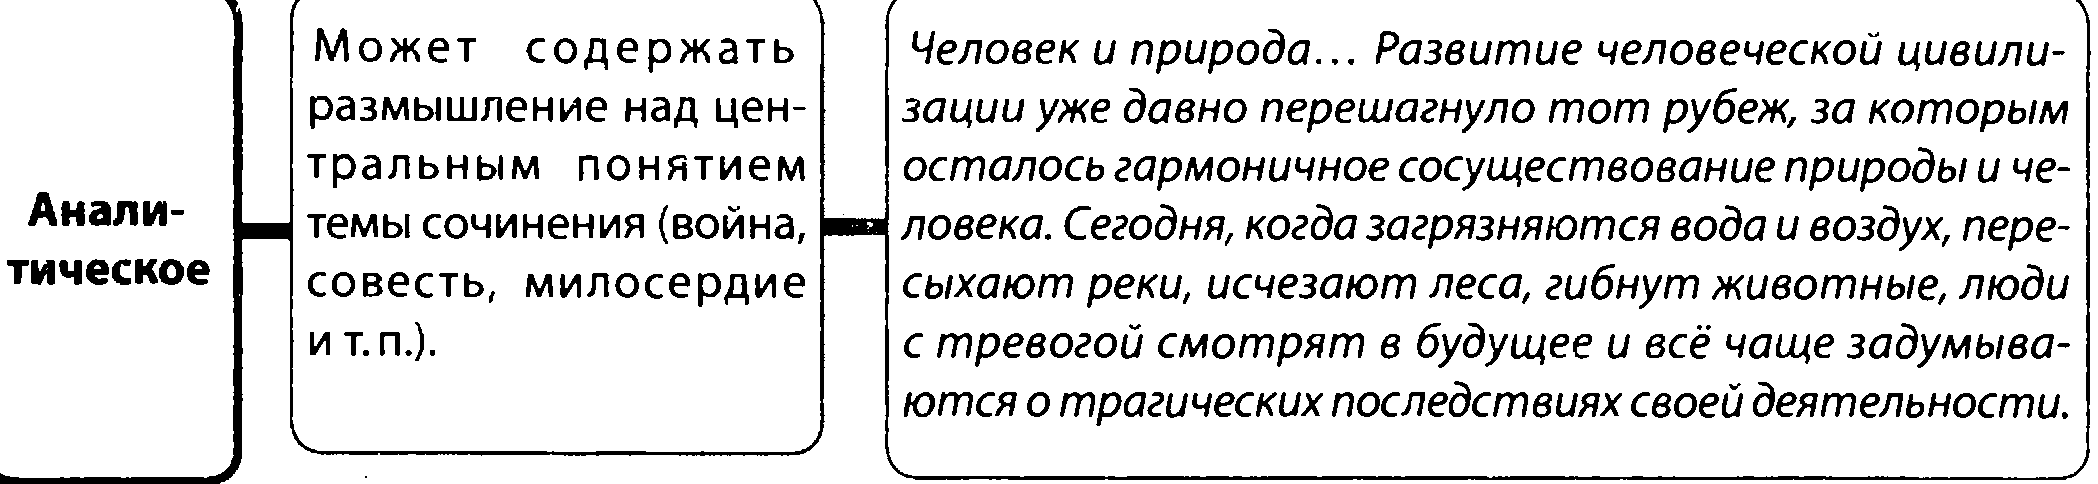 Анали-
тическое
Может содержать
размышление над цен-
тральным понятием
темы сочинения (война,
совесть, милосердие
и т. п.).
Человек и природа... Развитие человеческой цивили-
зации уже давно перешагнуло тот рубеж, за которым
осталось гармоничное сосуществование природы и че-
ловека. Сегодня, когда загрязняются вода и воздух, пере-
сыхают реки, исчезают леса, гибнут животные, люди
с тревогой смотрят в будущее и всё чаще задумыва-
ются о трагических последствиях своей деятельности.